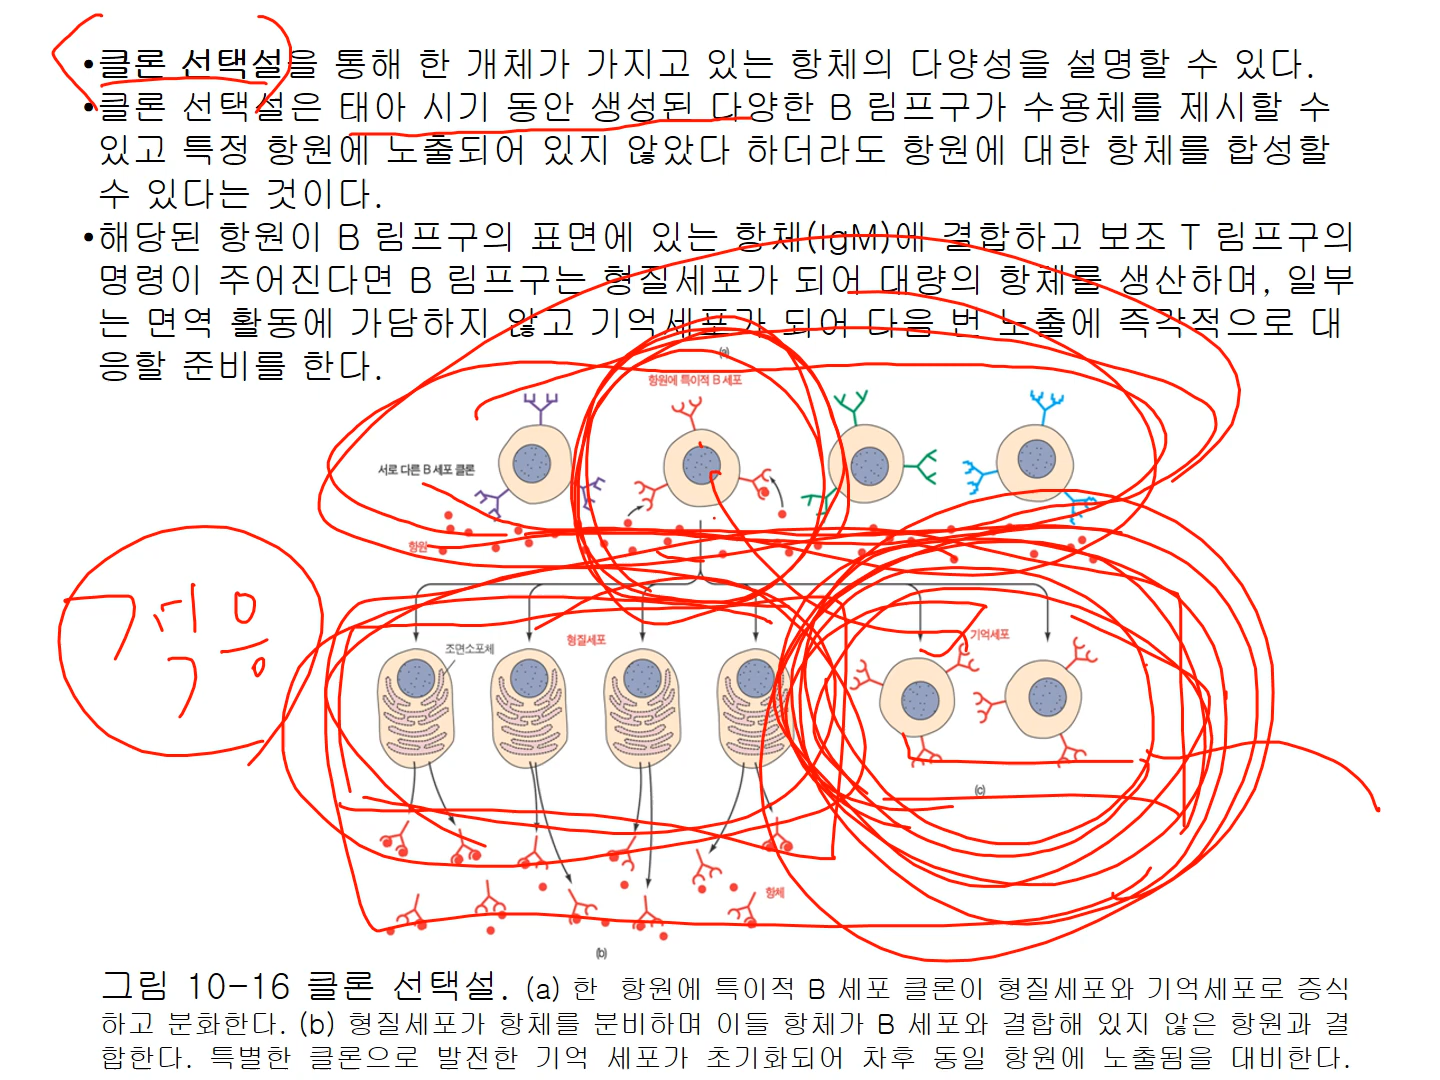 •클론 선택설을 통해 한 개체가 가지고 있는 항체의 다양성을 설명할 수 있다.
•클론 선택설은 태아 시기 동안 생성된 다양한 B 림프구가 수용체를 제시할 수
있고 특정 항원에 노출되어 있지 않았다 하더라도 항원에 대한 항체를 합성할
수 있다는 것이다.
•해당된 항원이 B 림프구의 표면에 있는 항체(IgM)에 결합하고 보조 T 림프구의
명령이 주어진다면 B 림프구는 형질세포가 되어 대량의 항체를 생산하며, 일부
는 면역 활동에 가담하지 않고 기억세포가 되어 다음 번 노출에 즉각적으로 대
응할 준비를 한다.
(a)
항원에 특이적 B 세포
서로 다른 B 세포 클론
항원
형질세포
기억세포
조면소포체
(c)
항체
(b)
그림 10-16 클론 선택설. (a) 한 항원에 특이적 B 세포 클론이 형질세포와 기억세포로 증식
하고 분화한다. (b) 형질세포가 항체를 분비하며 이들 항체가 B 세포와 결합해 있지 않은 항원과 결
합한다. 특별한 클론으로 발전한 기억 세포가 초기화되어 차후 동일 항원에 노출됨을 대비한다.